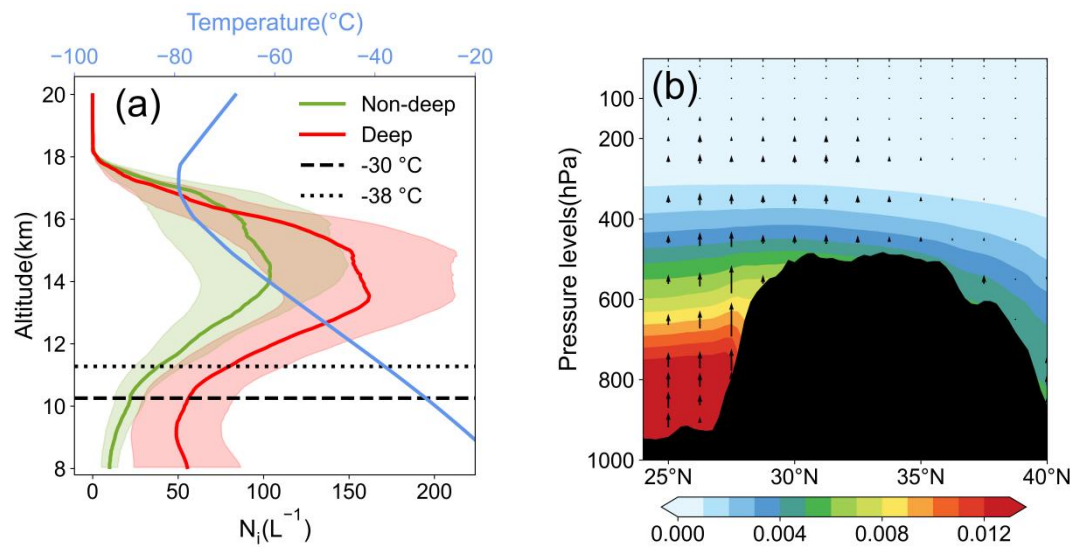 Temperature(°C)
−100 −80 −60 −40 −20
(a)
Non-deep
Deep
-30 °C
-38 °C
20
18
16
14
12
10
8
Altitude(km)
0 50 100 150 200
Nᵢ(L⁻¹)
(b)
100
200
400
600
800
1000
Pressure levels(hPa)
25°N 30°N 35°N 40°N
0.000 0.004 0.008 0.012